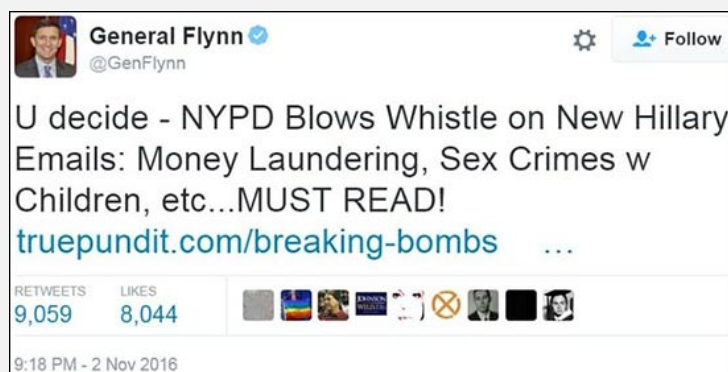 General Flynn
@GenFlynn
Follow
U decide - NYPD Blows Whistle on New Hillary
Emails: Money Laundering, Sex Crimes w
Children, etc...MUST READ!
truepundit.com/breaking-bombs ...
RETWEETS LIKES
9,059 8,044
9:18 PM - 2 Nov 2016